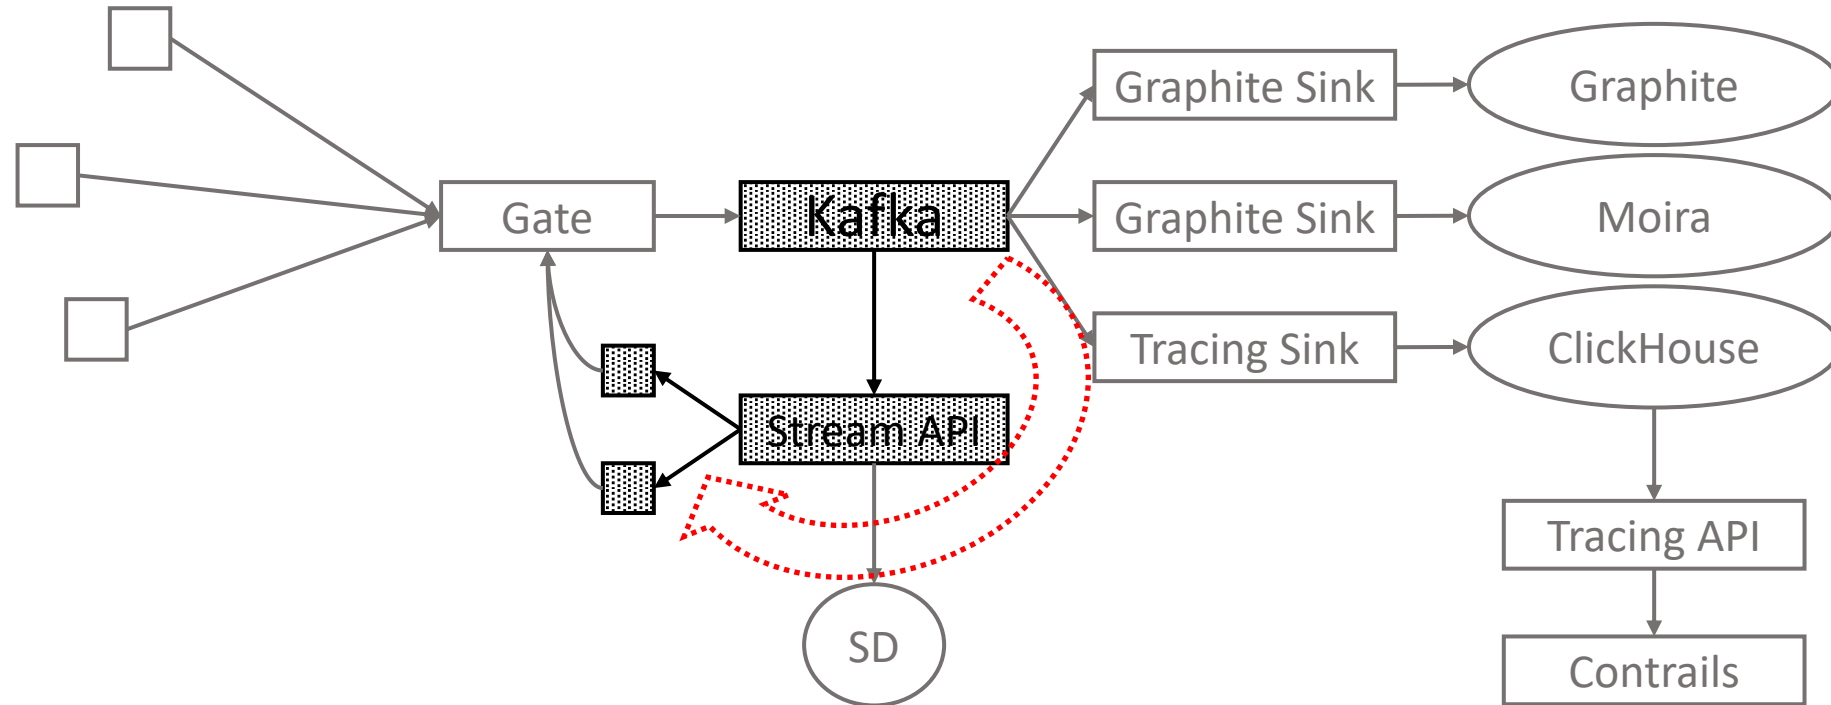 Graphite Sink
Graphite
Gate
Kafka
Graphite Sink
Moira
Tracing Sink
ClickHouse
Stream API
Tracing API
SD
Contrails